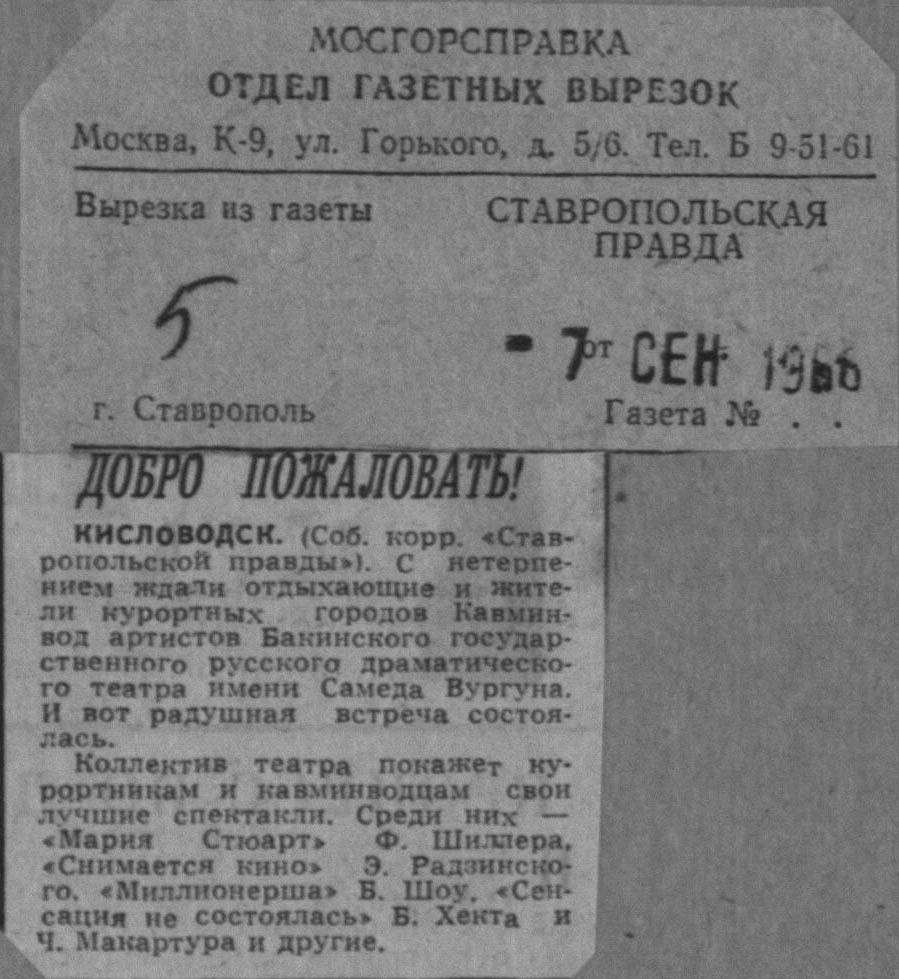 МОСГОРСПРАВКА
ОТДЕЛ ГАЗЕТНЫХ ВЫРЕЗОК
Москва, К-9, ул. Горького, д. 5/6. Тел. Б 9-51-61
Вырезка из газеты
СТАВРОПОЛЬСКАЯ
ПРАВДА
5
- 7 от СЕН 1966
г. Ставрополь
Газета № . .
ДОБРО ПОЖАЛОВАТЬ!
КИСЛОВОДСК. (Соб. корр. «Став-
ропольской правды»). С нетерпе-
нием ждали отдыхающие и жите-
ли курортных городов Кавмин-
вод артистов Бакинского государ-
ственного русского драматическо-
го театра имени Самеда Вургуна.
И вот радушная встреча состоя-
лась.
Коллектив театра покажет ку-
рортникам и кавминводцам свои
лучшие спектакли. Среди них —
«Мария Стюарт» Ф. Шиллера,
«Снимается кино» Э. Радзинско-
го, «Миллионерша» Б. Шоу, «Сен-
сация не состоялась» Б. Хекта и
Ч. Макартура и другие.